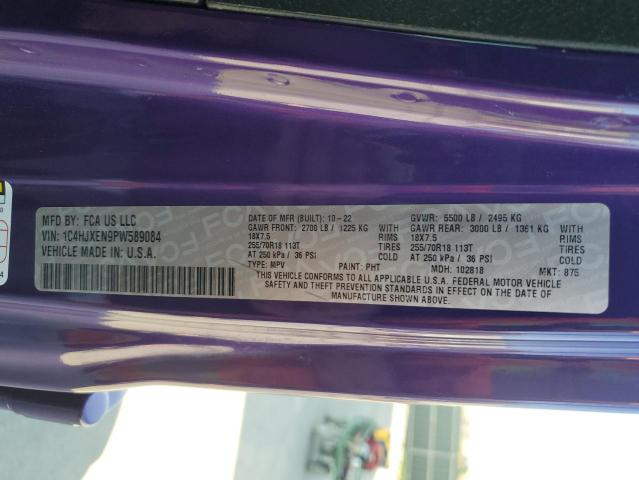 MFD BY: FCA US LLC
VIN: 1C4HJXEN9PW589084
VEHICLE MADE IN: U.S.A.
DATE OF MFR (BUILT): 10-22
GAWR FRONT: 2700 LB / 1225 KG WITH
18X7.5 RIMS
255/70R18 113T TIRES
AT 250 kPa / 36 PSI COLD
GVWR: 5500 LB / 2495 KG
GAWR REAR: 3000 LB / 1361 KG WITH
18X7.5 RIMS
255/70R18 113T TIRES
AT 250 kPa / 36 PSI COLD
TYPE: MPV PAINT: PHT MDH: 102818 MKT: 875
THIS VEHICLE CONFORMS TO ALL APPLICABLE U.S.A. FEDERAL MOTOR VEHICLE
SAFETY AND THEFT PREVENTION STANDARDS IN EFFECT ON THE DATE OF
MANUFACTURE SHOWN ABOVE.